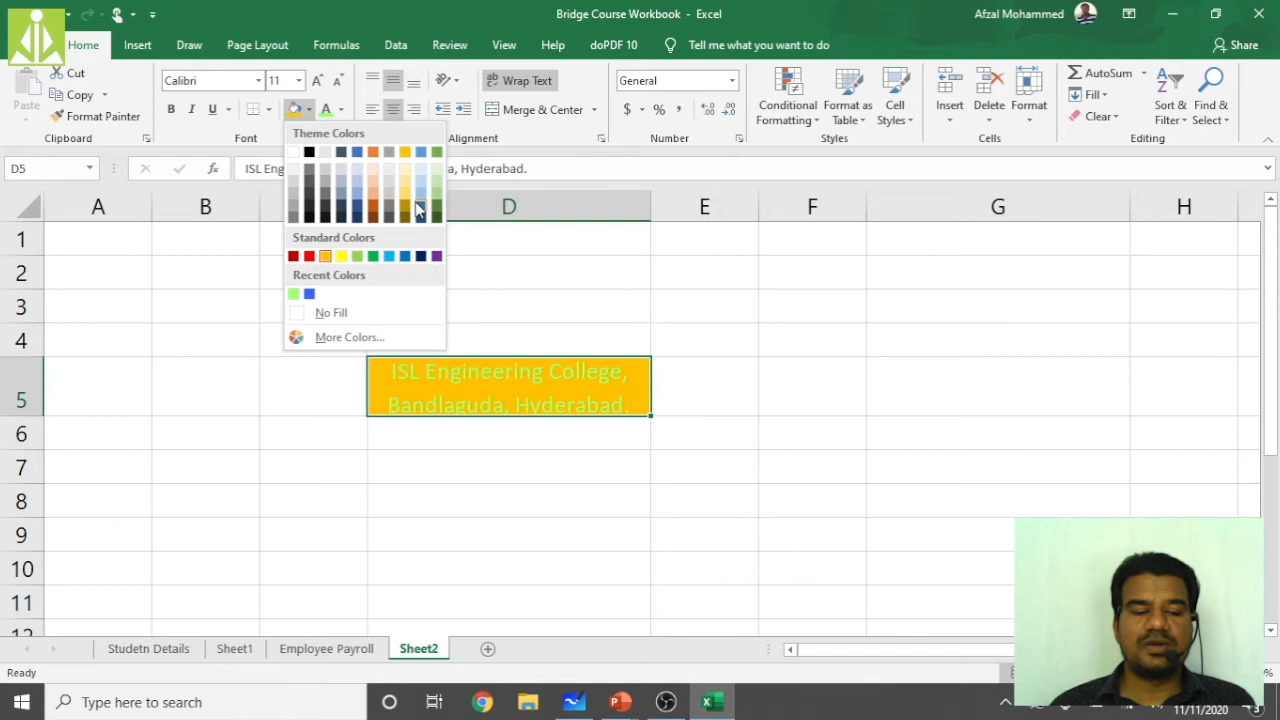 Bridge Course Workbook - Excel
Afzal Mohammed
Home Insert Draw Page Layout Formulas Data Review View Help doPDF 10 Tell me what you want to do Share
Paste
Cut
Copy
Format Painter
Clipboard
Calibri 11
B I U
Font
Wrap Text
Merge & Center
Alignment
General
$ % ,
Number
Conditional
Formatting
Format as
Table
Cell
Styles
Styles
Insert
Delete
Format
Cells
AutoSum
Fill
Clear
Sort &
Filter
Find &
Select
Editing
Theme Colors
Standard Colors
Recent Colors
No Fill
More Colors...
D5
fx
ISL Eng
a, Hyderabad.
A B D E F G H
1
2
3
4
5
ISL Engineering College,
Bandlaguda, Hyderabad.
6
7
8
9
10
11
12
Studetn Details Sheet1 Employee Payroll Sheet2
Ready
%
Type here to search
11/11/2020
3